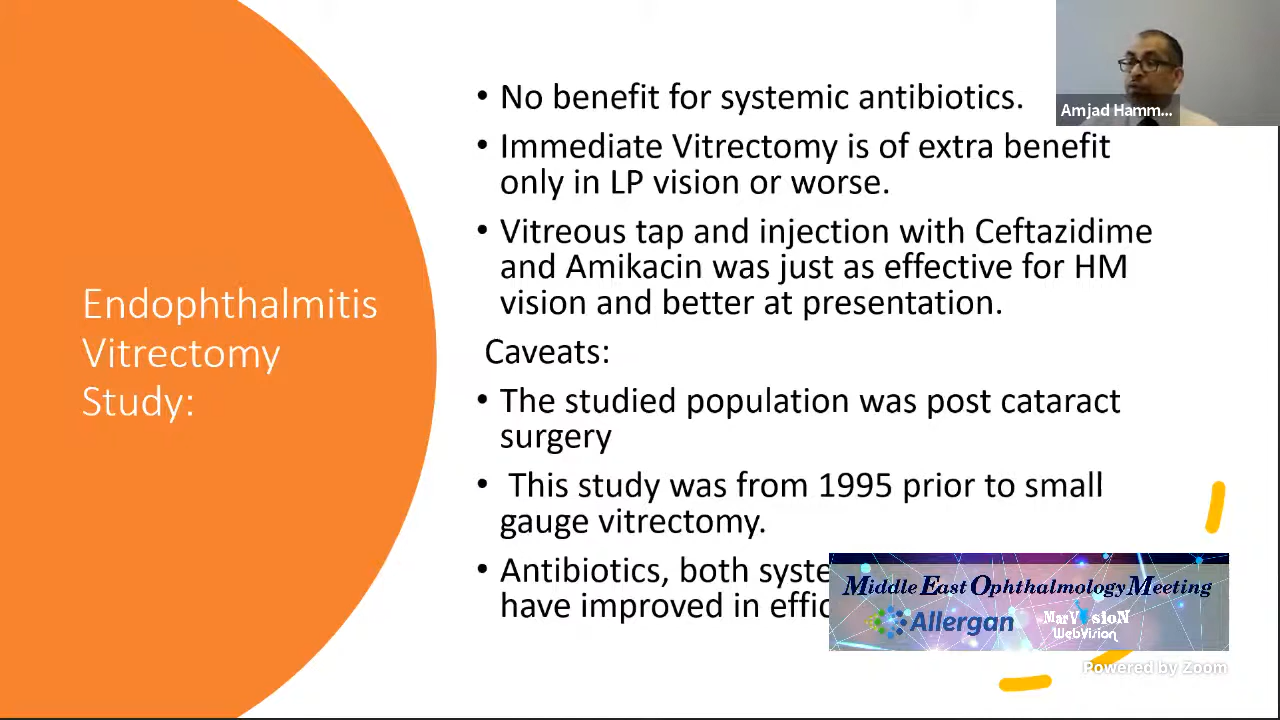 Endophthalmitis
Vitrectomy
Study:
• No benefit for systemic antibiotics.
• Immediate Vitrectomy is of extra benefit
only in LP vision or worse.
• Vitreous tap and injection with Ceftazidime
and Amikacin was just as effective for HM
vision and better at presentation.
Caveats:
• The studied population was post cataract
surgery
• This study was from 1995 prior to small
gauge vitrectomy.
• Antibiotics, both
have improved in
Amjad Hamm...
Middle East Ophthalmology Meeting
Allergan
MarVisioN
WebVision
Powered by Zoom